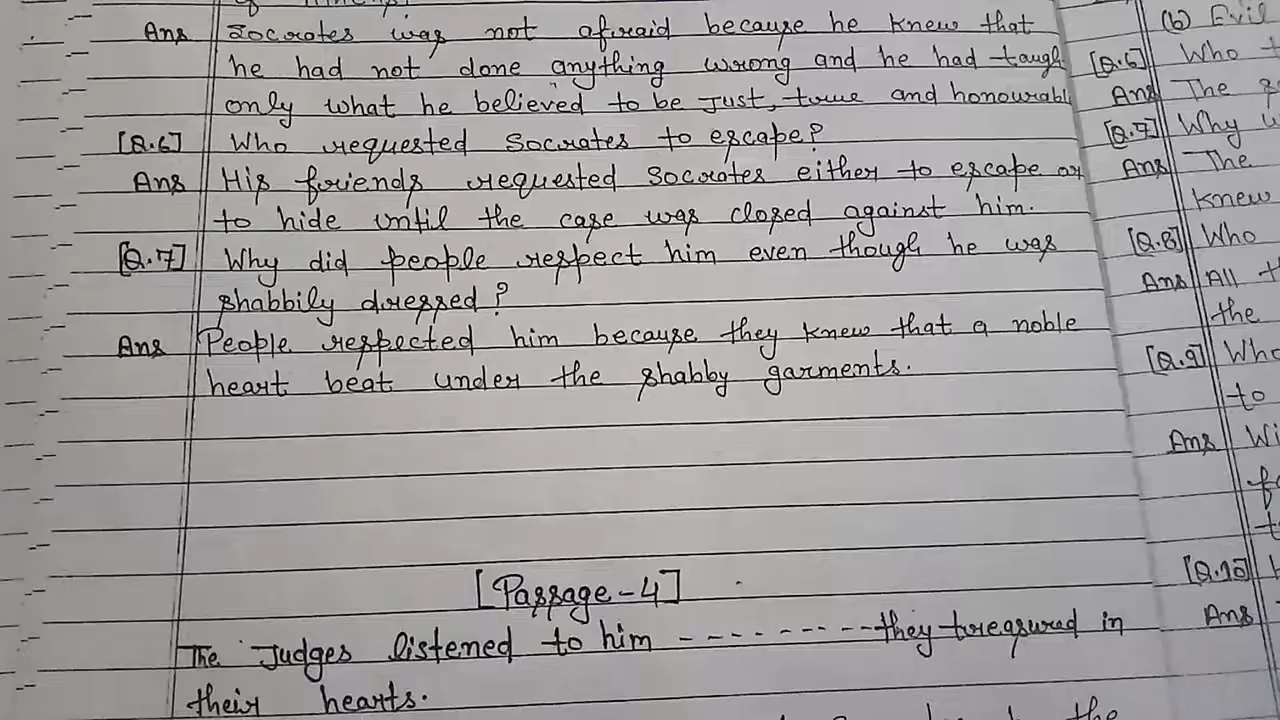 Ans Socrates was not afraid because he knew that
he had not done anything wrong and he had taugh
only what he believed to be just, true and honourabl
[Q.6] Who requested Socrates to escape?
Ans His friends requested Socrates either to escape or
to hide until the case was closed against him.
[Q.7] Why did people respect him even though he was
shabbily dressed?
Ans People respected him because they knew that a noble
heart beat under the shabby garments.
[Passage-4]
The Judges listened to him --------- they treasured in
their hearts.
the
(b) Evil
[Q.6] Who
Ans The
[Q.7] Why
Ans The
knew
[Q.8] Who
Ans All
the
[Q.9] Who
to
Ans Wi
[Q.10]
Ans